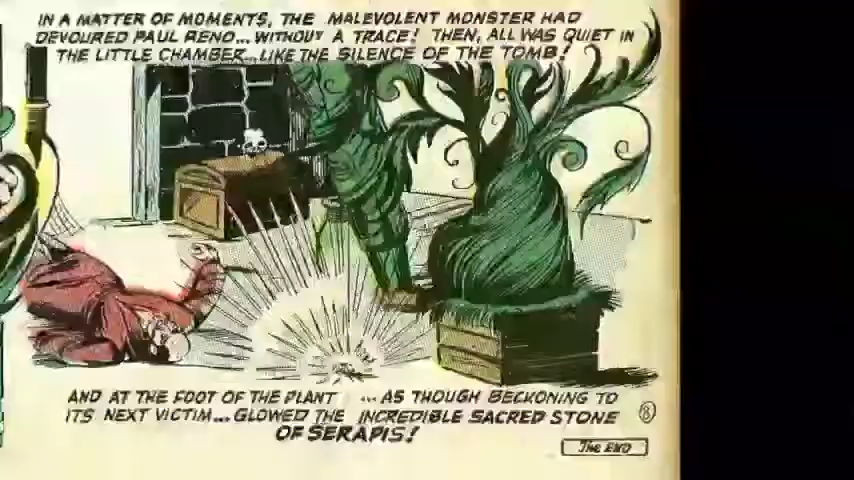 IN A MATTER OF MOMENTS, THE MALEVOLENT MONSTER HAD
DEVOURED PAUL RENO... WITHOUT A TRACE! THEN, ALL WAS QUIET IN
THE LITTLE CHAMBER... LIKE THE SILENCE OF THE TOMB!
AND AT THE FOOT OF THE PLANT ... AS THOUGH BECKONING TO
ITS NEXT VICTIM... GLOWED THE INCREDIBLE SACRED STONE
OF SERAPIS!
8
THE END